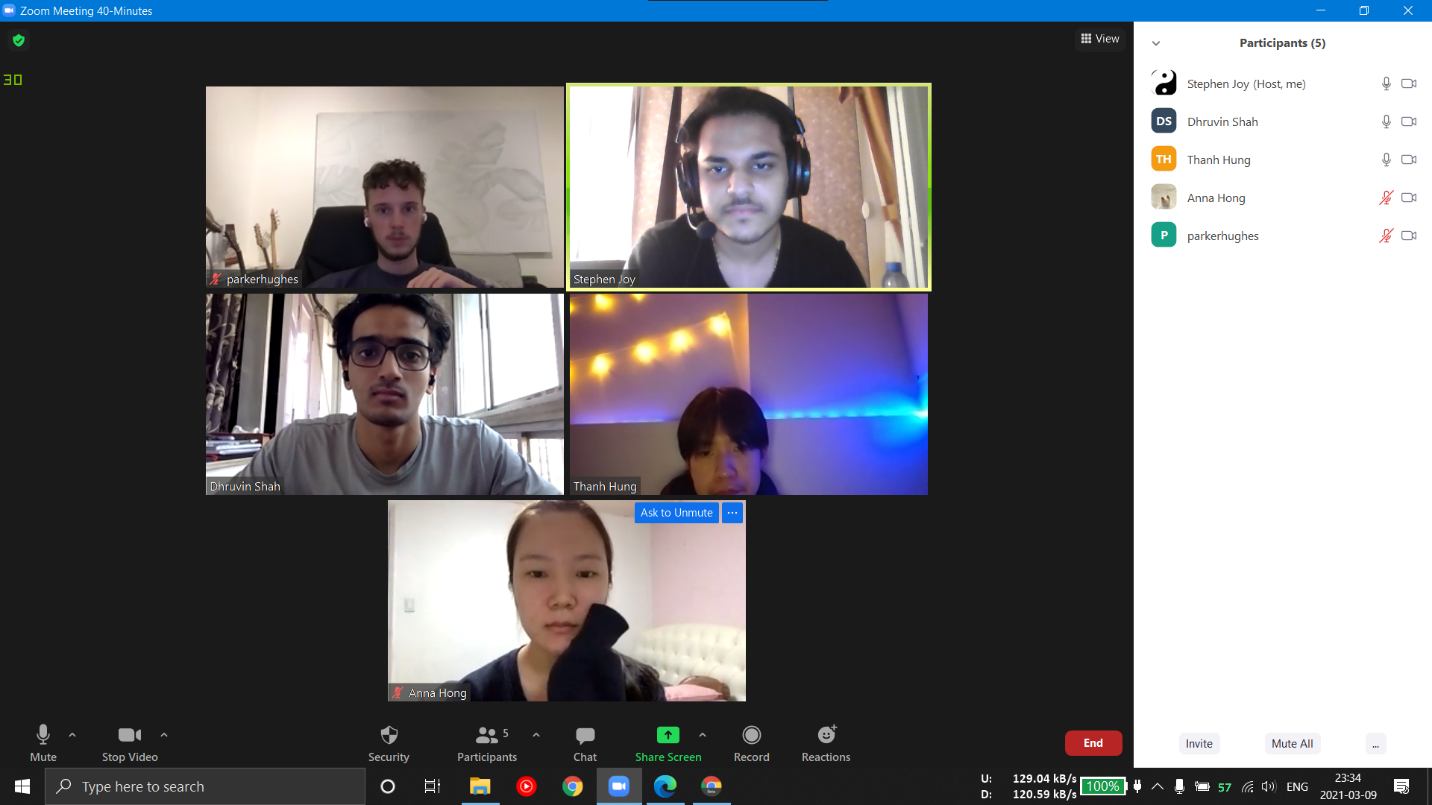 Zoom Meeting 40-Minutes
30
View
parkerhughes
Stephen Joy
Dhruvin Shah
Thanh Hung
Ask to Unmute ...
Anna Hong
Participants (5)
Stephen Joy (Host, me)
DS Dhruvin Shah
TH Thanh Hung
Anna Hong
P parkerhughes
Mute
Stop Video
Security
5
Participants
Chat
Share Screen
Record
Reactions
End
Invite
Mute All
...
Type here to search
U: 129.04 kB/s
D: 120.59 kB/s
100%
57
ENG
23:34
2021-03-09